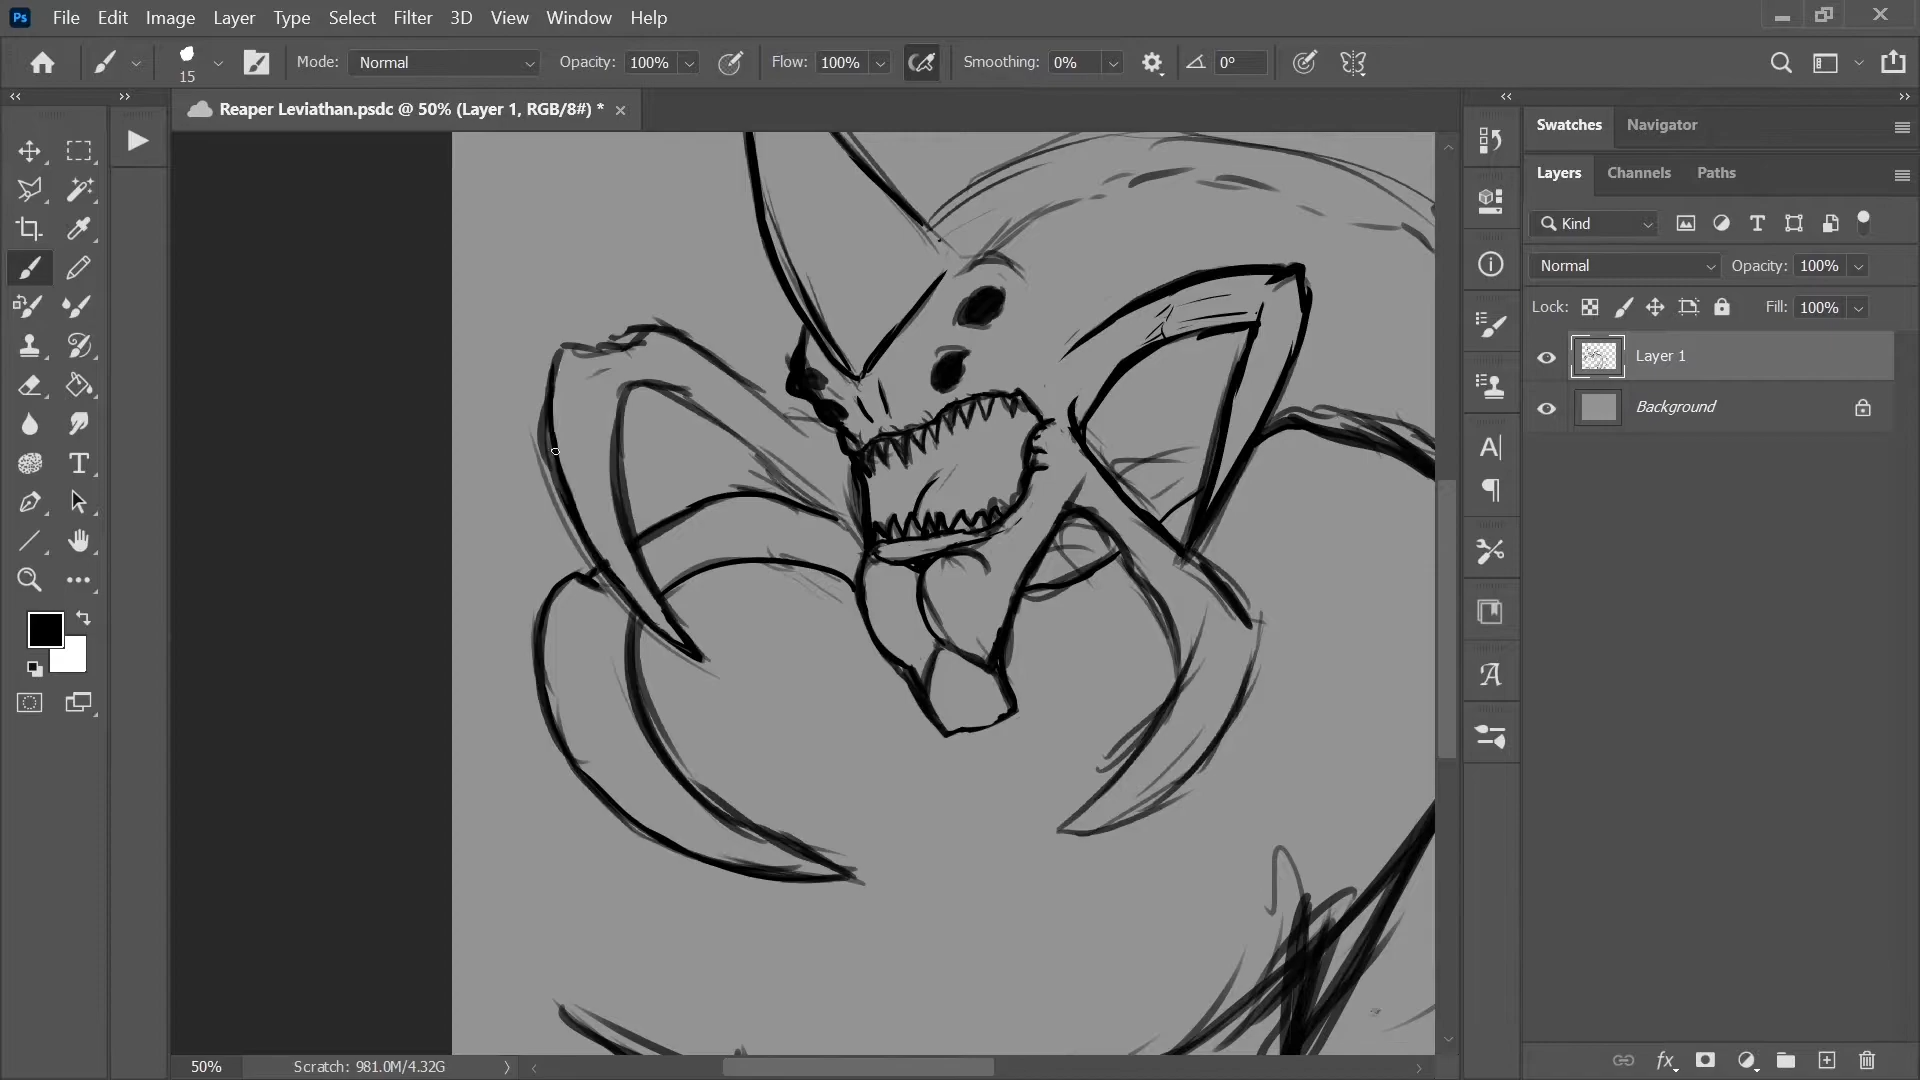 Ps File Edit Image Layer Type Select Filter 3D View Window Help
15 Mode: Normal Opacity: 100% Flow: 100% Smoothing: 0% 0°
Reaper Leviathan.psdc @ 50% (Layer 1, RGB/8#) *
Swatches Navigator
Layers Channels Paths
Kind
Normal Opacity: 100%
Lock: Fill: 100%
Layer 1
Background
50% Scratch: 981.0M/4.32G